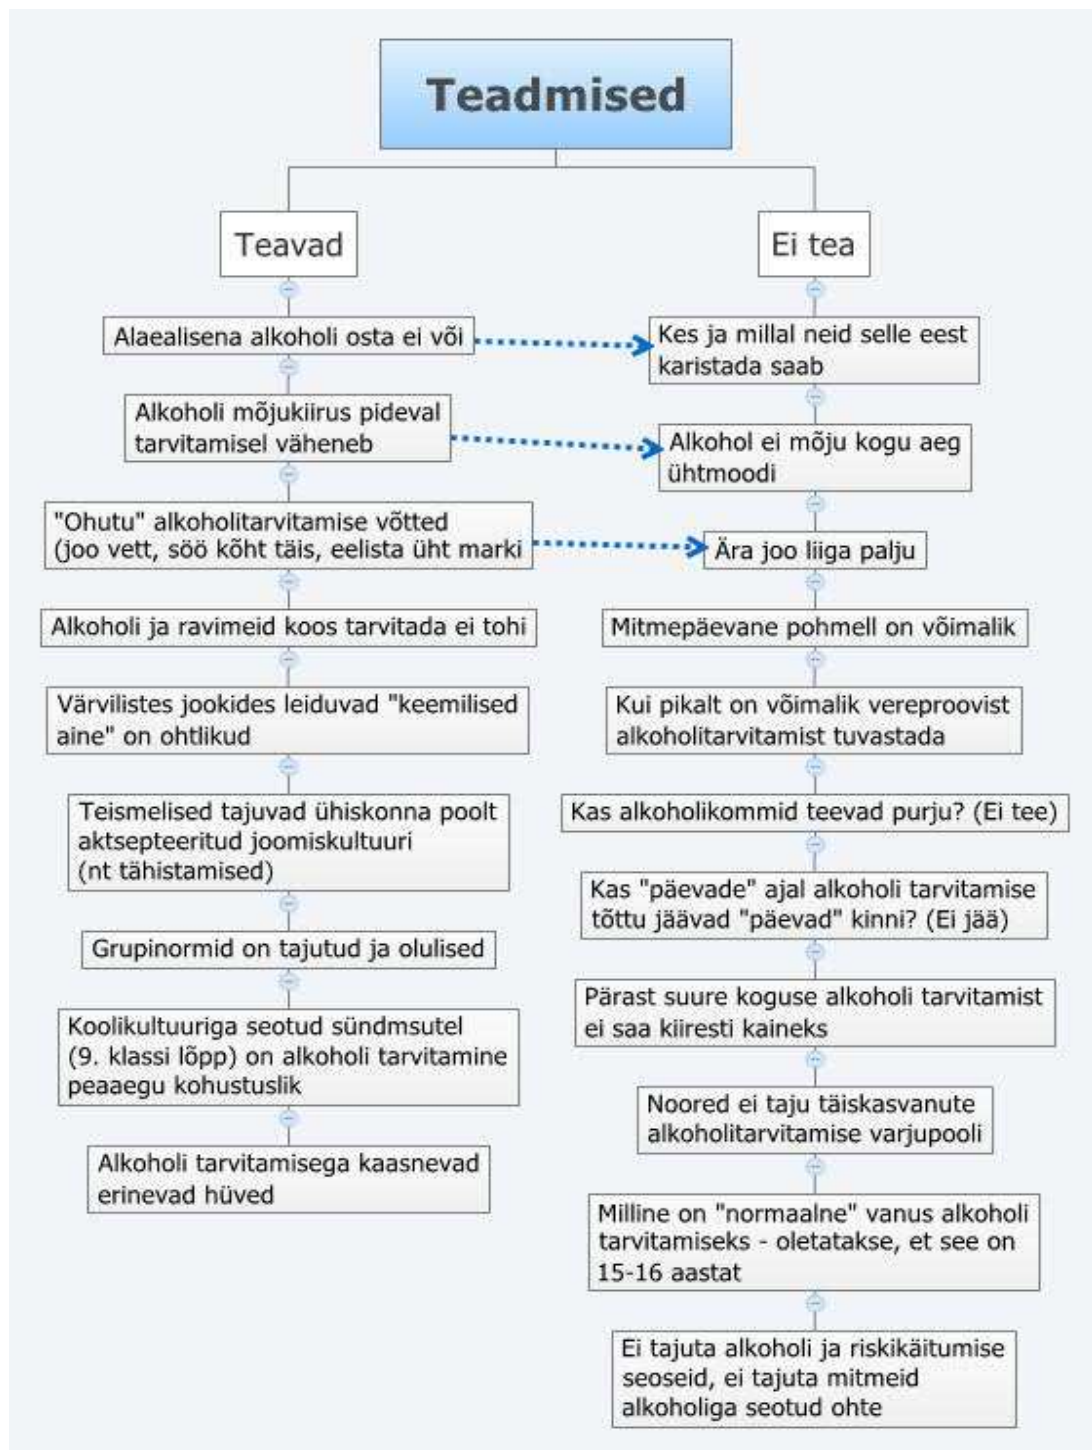 Teadmised
Teavad
Alaealisena alkoholi osta ei või
Alkoholi mõjukiirus pideval
tarvitamisel väheneb
"Ohutu" alkoholitarvitamise võtted
(joo vett, söö kõht täis, eelista üht marki
Alkoholi ja ravimeid koos tarvitada ei tohi
Värvilistes jookides leiduvad "keemilised
aine" on ohtlikud
Teismelised tajuvad ühiskonna poolt
aktsepteeritud joomiskultuuri
(nt tähistamised)
Grupinormid on tajutud ja olulised
Koolikultuuriga seotud sündmsutel
(9. klassi lõpp) on alkoholi tarvitamine
peaaegu kohustuslik
Alkoholi tarvitamisega kaasnevad
erinevad hüved
Ei tea
Kes ja millal neid selle eest
karistada saab
Alkohol ei mõju kogu aeg
ühtmoodi
Ära joo liiga palju
Mitmepäevane pohmell on võimalik
Kui pikalt on võimalik vereproovist
alkoholitarvitamist tuvastada
Kas alkoholikommid teevad purju? (Ei tee)
Kas "päevade" ajal alkoholi tarvitamise
tõttu jäävad "päevad" kinni? (Ei jää)
Pärast suure koguse alkoholi tarvitamist
ei saa kiiresti kaineks
Noored ei taju täiskasvanute
alkoholitarvitamise varjupooli
Milline on "normaalne" vanus alkoholi
tarvitamiseks - oletatakse, et see on
15-16 aastat
Ei tajuta alkoholi ja riskikäitumise
seoseid, ei tajuta mitmeid
alkoholiga seotud ohte